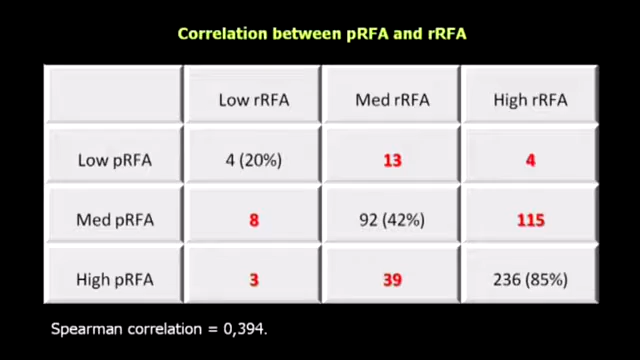 Correlation between pRFA and rRFA
Low rRFA Med rRFA High rRFA
Low pRFA 4 (20%) 13 4
Med pRFA 8 92 (42%) 115
High pRFA 3 39 236 (85%)
Spearman correlation = 0,394.